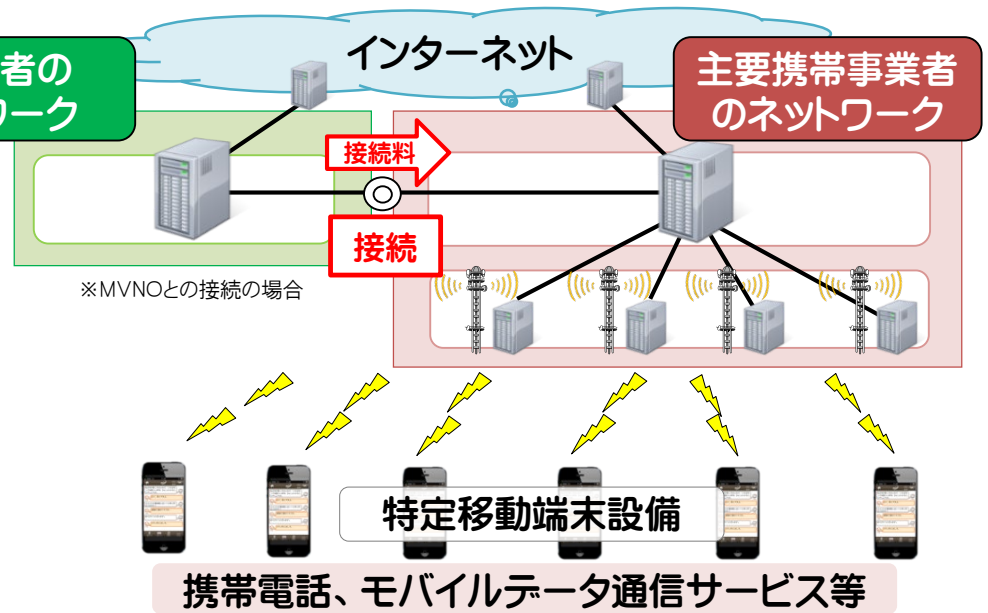 インターネット
者の
ワーク
主要携帯事業者
のネットワーク
接続料
接続
※MVNOとの接続の場合
特定移動端末設備
携帯電話、モバイルデータ通信サービス等